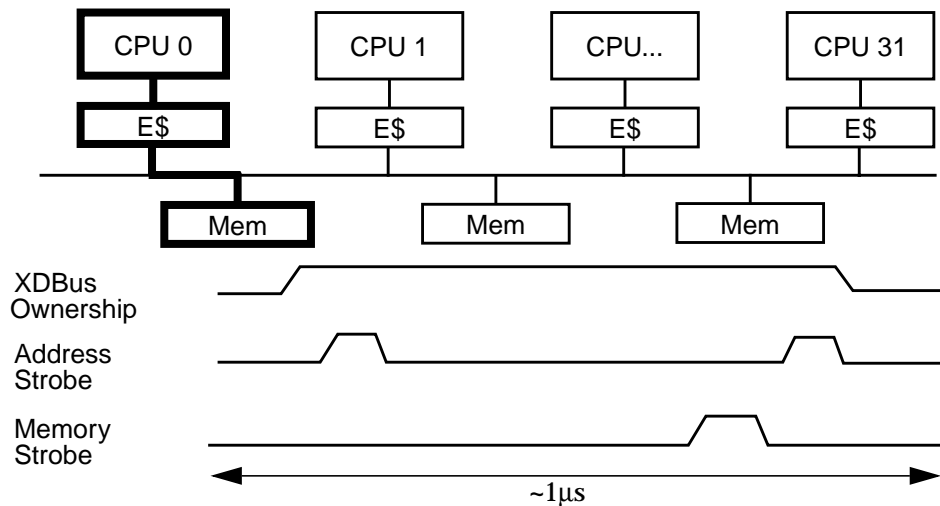 CPU 0
CPU 1
CPU...
CPU 31
E$
E$
E$
E$
Mem
Mem
Mem
XDBus
Ownership
Address
Strobe
Memory
Strobe
~1µs